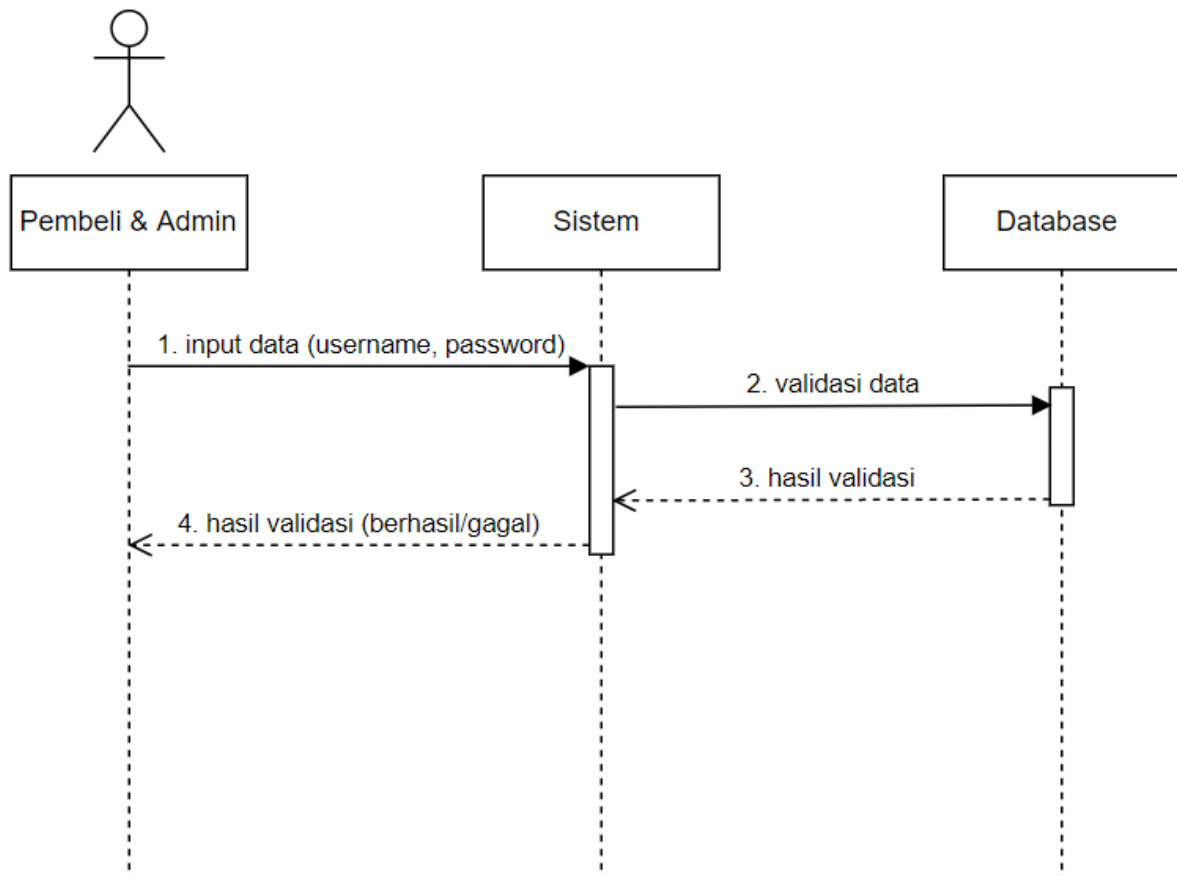 Pembeli & Admin
Sistem
Database
1. input data (username, password)
2. validasi data
3. hasil validasi
4. hasil validasi (berhasil/gagal)